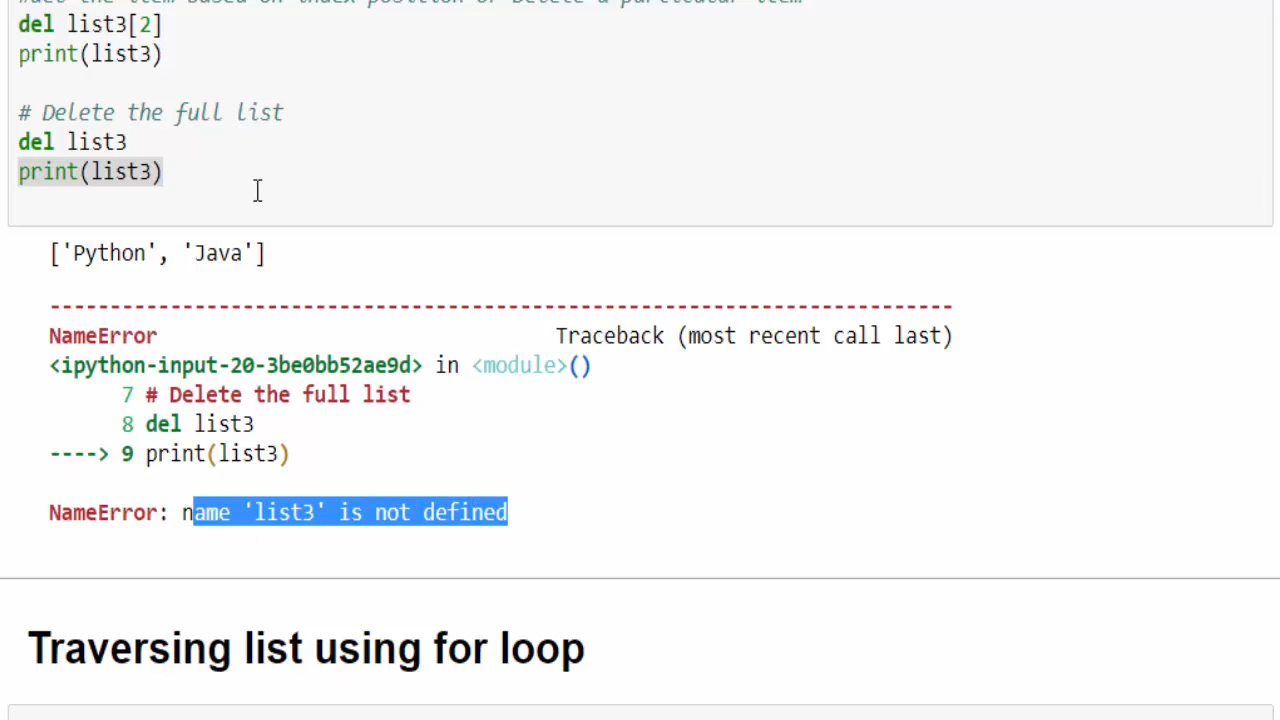 del list3[2]
print(list3)
# Delete the full list
del list3
print(list3)
['Python', 'Java']
---------------------------------------------------------------------------
NameError                                 Traceback (most recent call last)
<ipython-input-20-3be0bb52ae9d> in <module>()
      7 # Delete the full list
      8 del list3
----> 9 print(list3)
NameError: name 'list3' is not defined
Traversing list using for loop